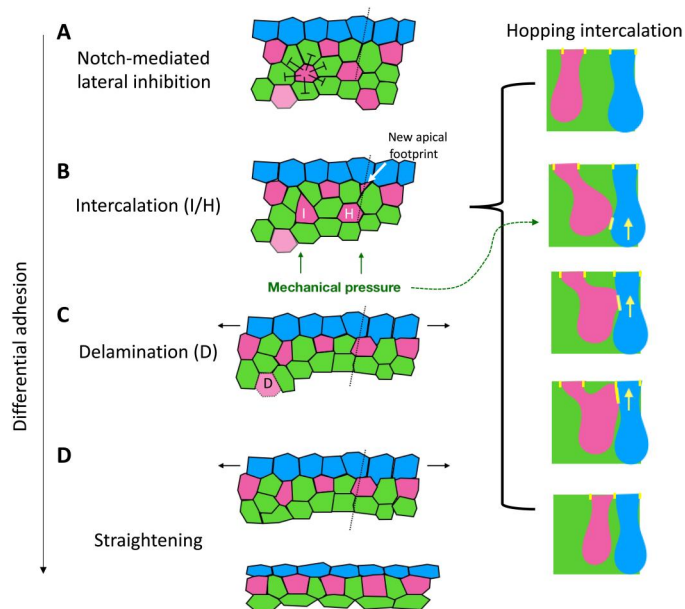 A
Notch-mediated
lateral inhibition
Hopping intercalation
New apical
footprint
B
Intercalation (I/H)
I
H
Mechanical pressure
C
Delamination (D)
D
Differential adhesion
D
Straightening